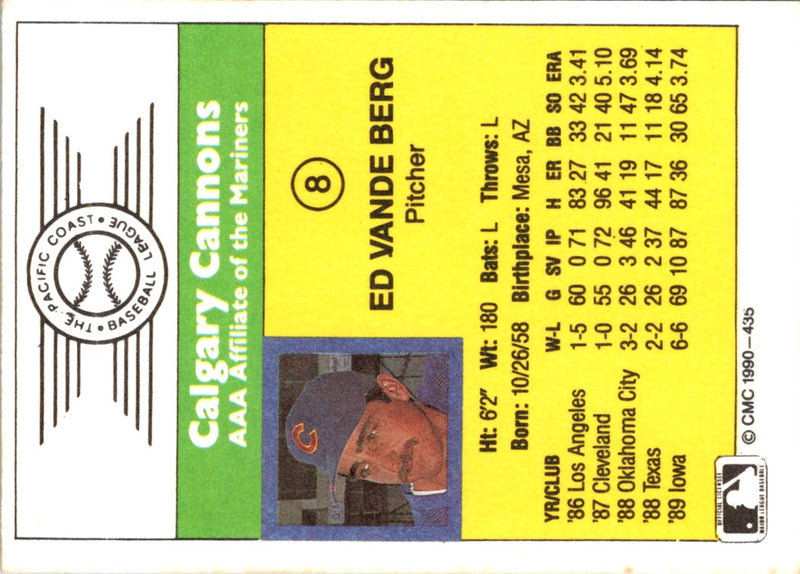 THE PACIFIC COAST
BASEBALL LEAGUE
Calgary Cannons
AAA Affiliate of the Mariners
8
ED VANDE BERG
Pitcher
C
Ht: 6'2" Wt: 180 Bats: L Throws: L
Born: 10/26/58 Birthplace: Mesa, AZ
YR/CLUB W-L G SV IP H ER BB SO ERA
'86 Los Angeles 1-5 60 0 71 83 27 33 42 3.41
'87 Cleveland 1-0 55 0 72 96 41 21 40 5.10
'88 Oklahoma City 3-2 26 3 46 41 19 11 47 3.69
'88 Texas 2-2 26 2 37 44 17 11 18 4.14
'89 Iowa 6-6 69 10 87 87 36 30 65 3.74
OFFICIAL LICENSEE
MAJOR LEAGUE BASEBALL
© CMC 1990-435